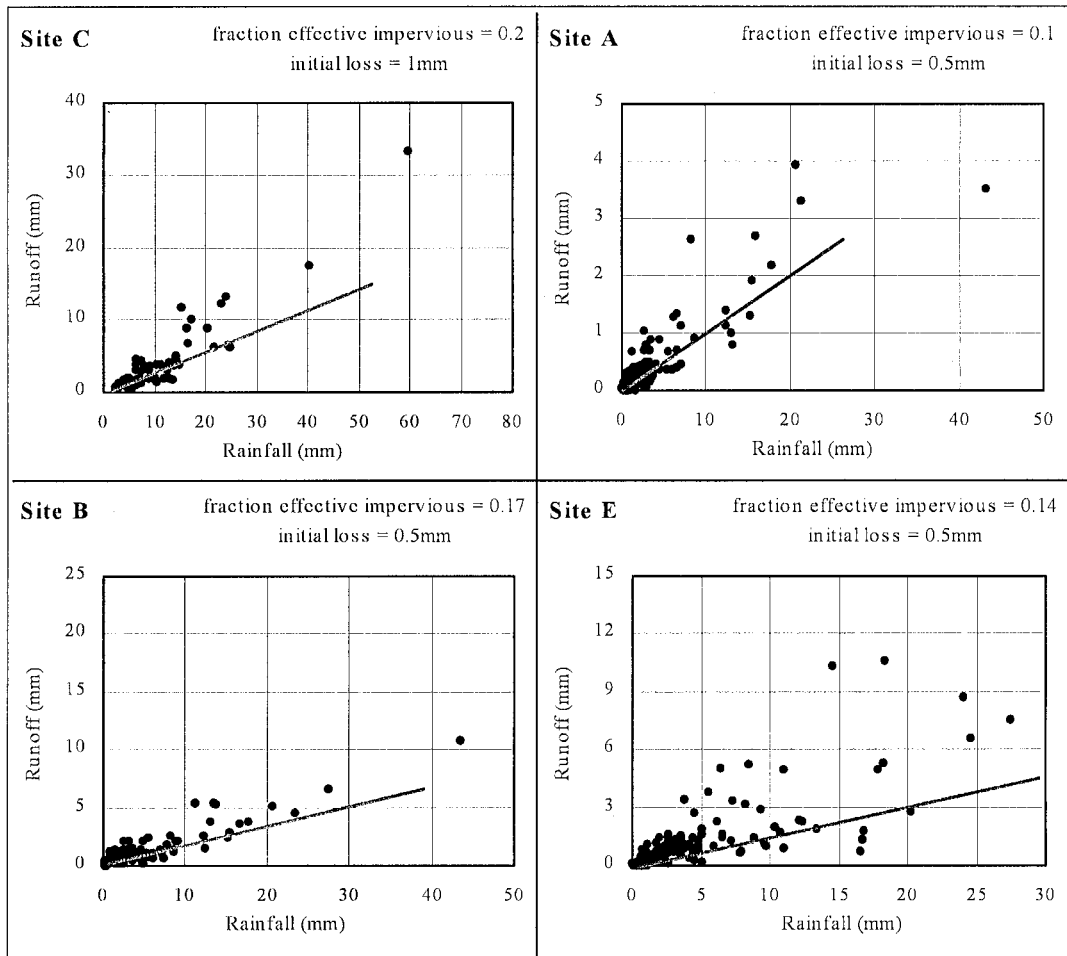 Site C
fraction effective impervious = 0.2
initial loss = 1mm
40
30
20
10
0
Runoff (mm)
0 10 20 30 40 50 60 70 80
Rainfall (mm)
Site A
fraction effective impervious = 0.1
initial loss = 0.5mm
5
4
3
2
1
0
Runoff (mm)
0 10 20 30 40 50
Rainfall (mm)
Site B
fraction effective impervious = 0.17
initial loss = 0.5mm
25
20
15
10
5
0
Runoff (mm)
0 10 20 30 40 50
Rainfall (mm)
Site E
fraction effective impervious = 0.14
initial loss = 0.5mm
15
12
9
6
3
0
Runoff (mm)
0 5 10 15 20 25 30
Rainfall (mm)